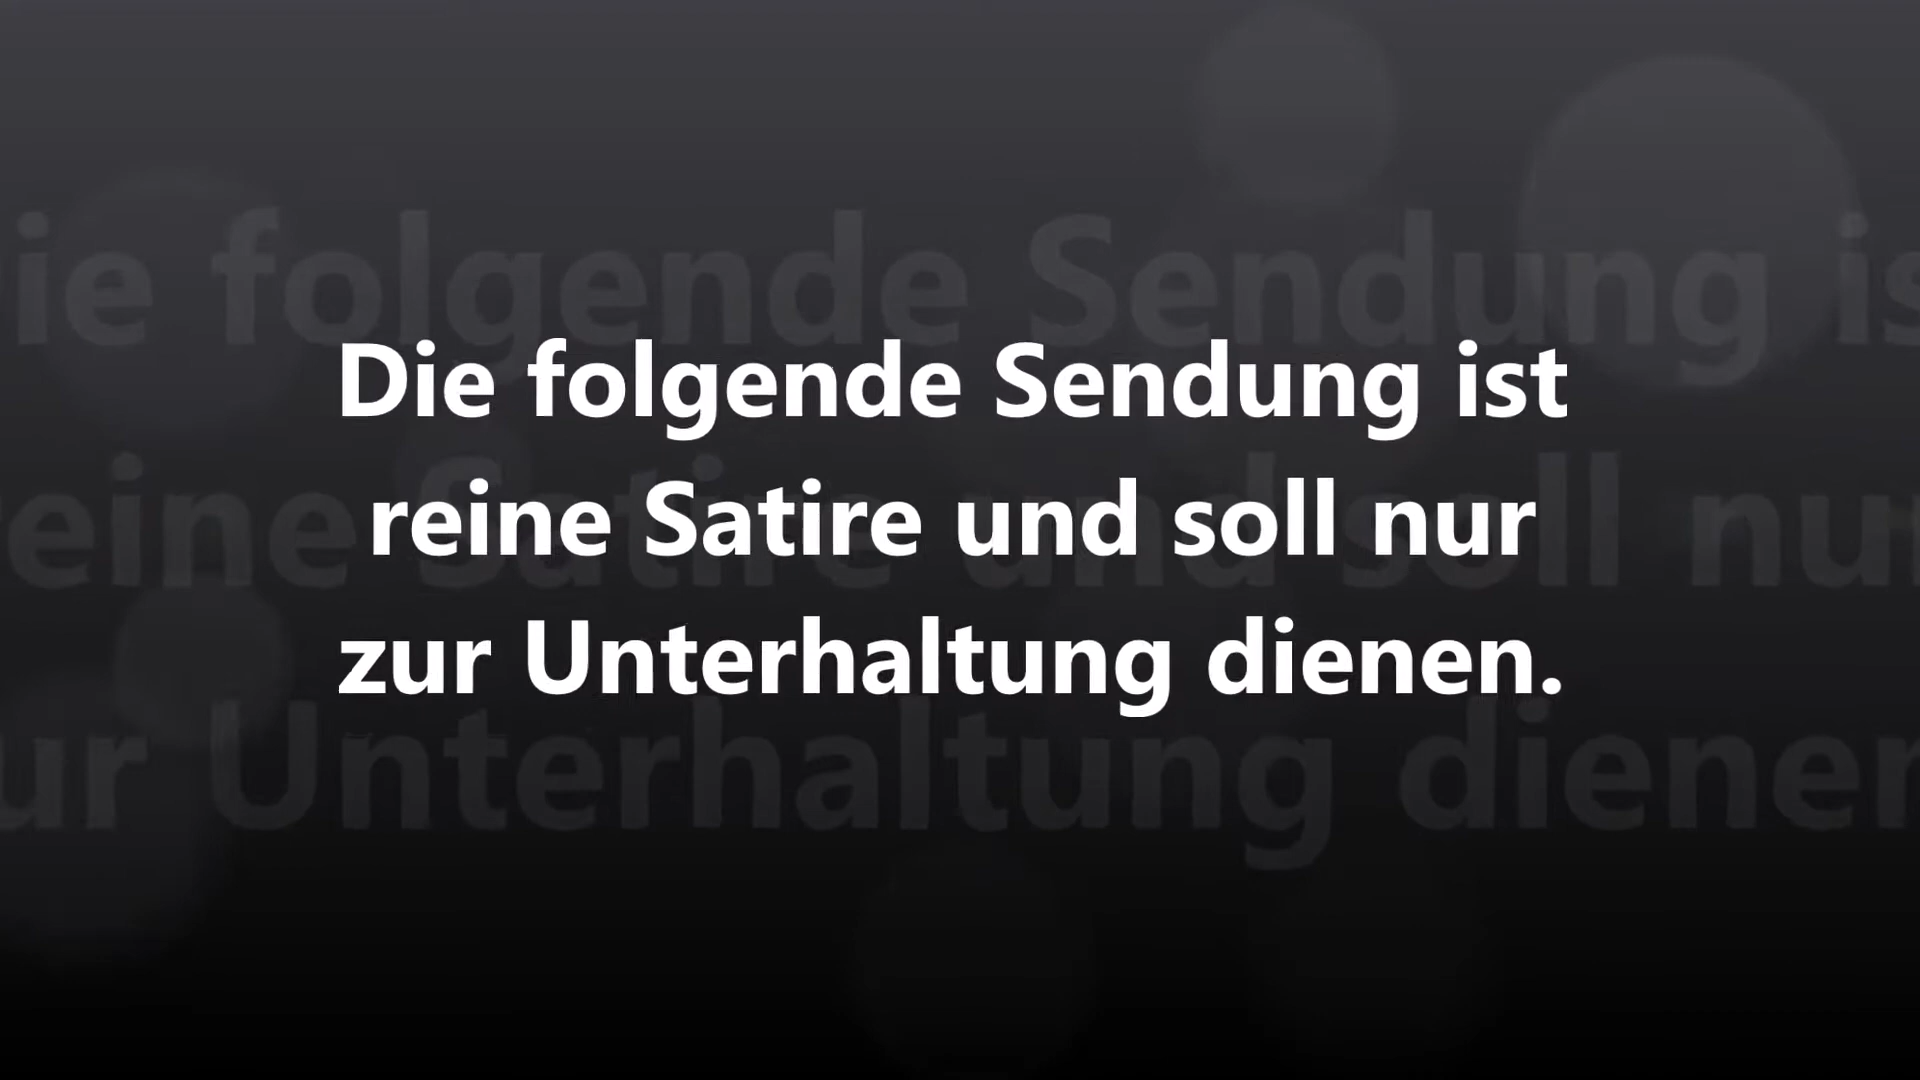 Die folgende Sendung ist
reine Satire und soll nur
zur Unterhaltung dienen.